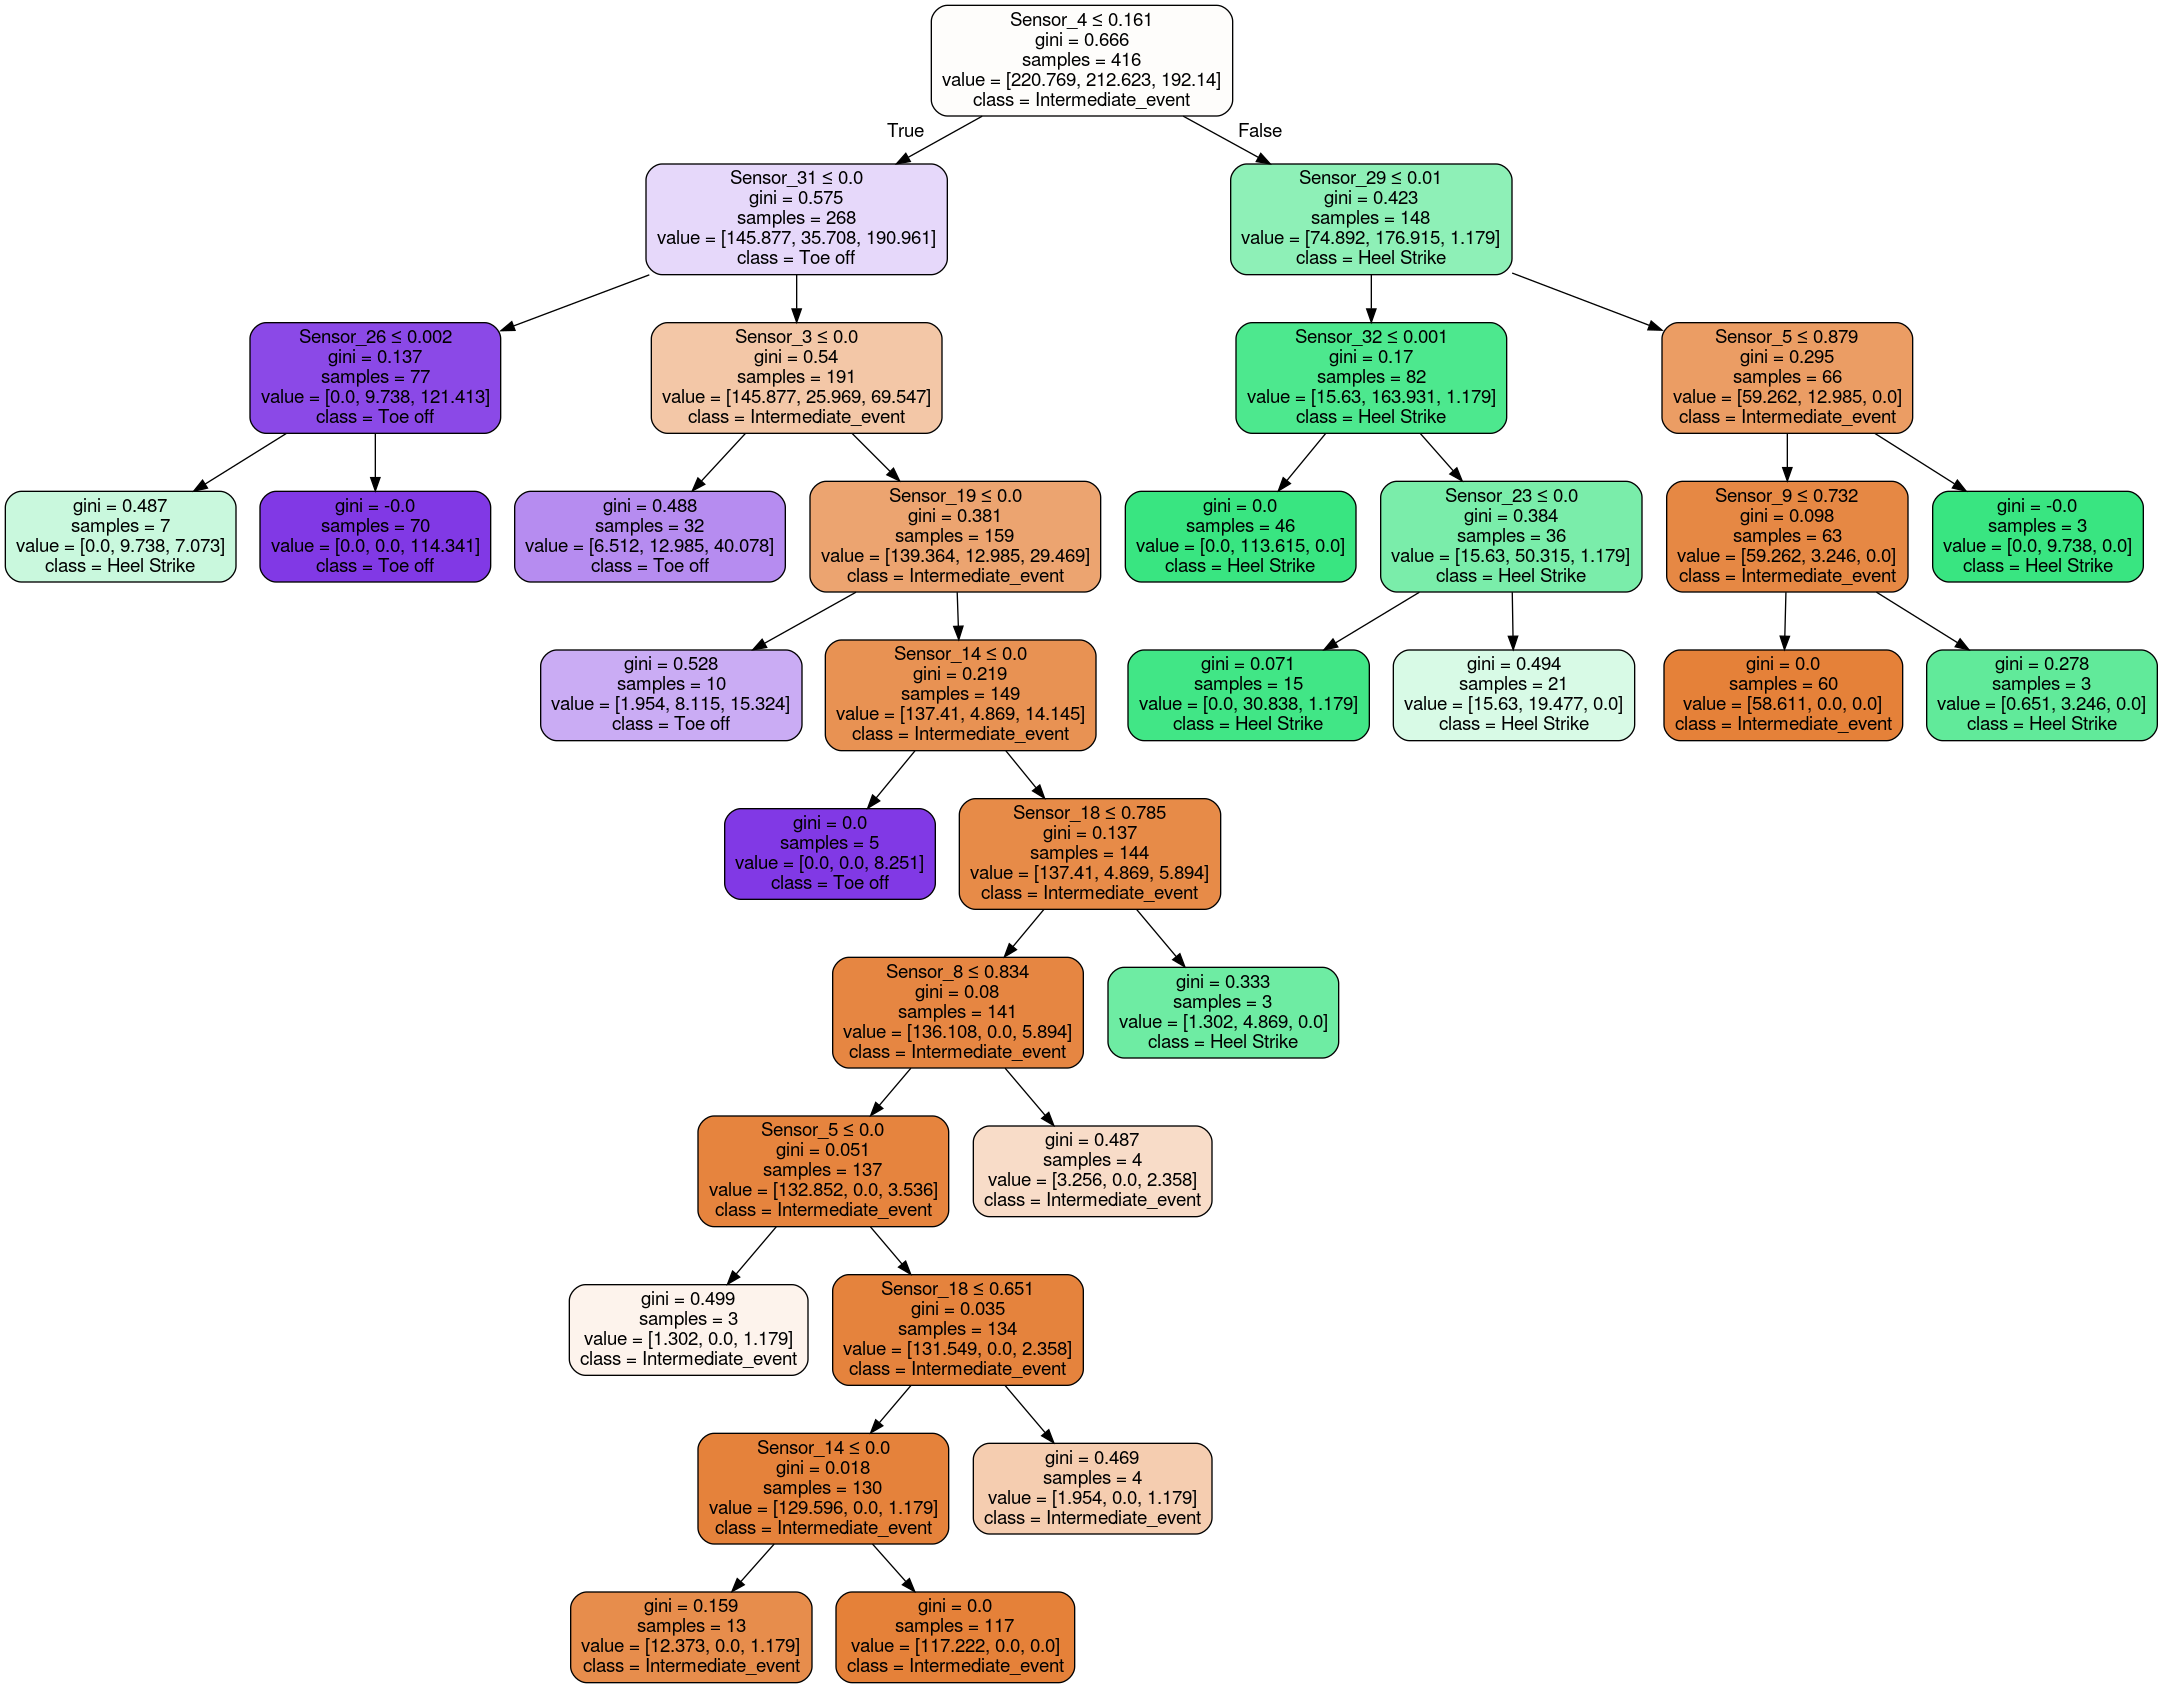 Sensor_4 ≤ 0.161
gini = 0.666
samples = 416
value = [220.769, 212.623, 192.14]
class = Intermediate_event
True
False
Sensor_31 ≤ 0.0
gini = 0.575
samples = 268
value = [145.877, 35.708, 190.961]
class = Toe off
Sensor_29 ≤ 0.01
gini = 0.423
samples = 148
value = [74.892, 176.915, 1.179]
class = Heel Strike
Sensor_26 ≤ 0.002
gini = 0.137
samples = 77
value = [0.0, 9.738, 121.413]
class = Toe off
Sensor_3 ≤ 0.0
gini = 0.54
samples = 191
value = [145.877, 25.969, 69.547]
class = Intermediate_event
Sensor_32 ≤ 0.001
gini = 0.17
samples = 82
value = [15.63, 163.931, 1.179]
class = Heel Strike
Sensor_5 ≤ 0.879
gini = 0.295
samples = 66
value = [59.262, 12.985, 0.0]
class = Intermediate_event
gini = 0.487
samples = 7
value = [0.0, 9.738, 7.073]
class = Heel Strike
gini = -0.0
samples = 70
value = [0.0, 0.0, 114.341]
class = Toe off
gini = 0.488
samples = 32
value = [6.512, 12.985, 40.078]
class = Toe off
Sensor_19 ≤ 0.0
gini = 0.381
samples = 159
value = [139.364, 12.985, 29.469]
class = Intermediate_event
gini = 0.0
samples = 46
value = [0.0, 113.615, 0.0]
class = Heel Strike
Sensor_23 ≤ 0.0
gini = 0.384
samples = 36
value = [15.63, 50.315, 1.179]
class = Heel Strike
Sensor_9 ≤ 0.732
gini = 0.098
samples = 63
value = [59.262, 3.246, 0.0]
class = Intermediate_event
gini = -0.0
samples = 3
value = [0.0, 9.738, 0.0]
class = Heel Strike
gini = 0.528
samples = 10
value = [1.954, 8.115, 15.324]
class = Toe off
Sensor_14 ≤ 0.0
gini = 0.219
samples = 149
value = [137.41, 4.869, 14.145]
class = Intermediate_event
gini = 0.071
samples = 15
value = [0.0, 30.838, 1.179]
class = Heel Strike
gini = 0.494
samples = 21
value = [15.63, 19.477, 0.0]
class = Heel Strike
gini = 0.0
samples = 60
value = [58.611, 0.0, 0.0]
class = Intermediate_event
gini = 0.278
samples = 3
value = [0.651, 3.246, 0.0]
class = Heel Strike
gini = 0.0
samples = 5
value = [0.0, 0.0, 8.251]
class = Toe off
Sensor_18 ≤ 0.785
gini = 0.137
samples = 144
value = [137.41, 4.869, 5.894]
class = Intermediate_event
Sensor_8 ≤ 0.834
gini = 0.08
samples = 141
value = [136.108, 0.0, 5.894]
class = Intermediate_event
gini = 0.333
samples = 3
value = [1.302, 4.869, 0.0]
class = Heel Strike
Sensor_5 ≤ 0.0
gini = 0.051
samples = 137
value = [132.852, 0.0, 3.536]
class = Intermediate_event
gini = 0.487
samples = 4
value = [3.256, 0.0, 2.358]
class = Intermediate_event
gini = 0.499
samples = 3
value = [1.302, 0.0, 1.179]
class = Intermediate_event
Sensor_18 ≤ 0.651
gini = 0.035
samples = 134
value = [131.549, 0.0, 2.358]
class = Intermediate_event
Sensor_14 ≤ 0.0
gini = 0.018
samples = 130
value = [129.596, 0.0, 1.179]
class = Intermediate_event
gini = 0.469
samples = 4
value = [1.954, 0.0, 1.179]
class = Intermediate_event
gini = 0.159
samples = 13
value = [12.373, 0.0, 1.179]
class = Intermediate_event
gini = 0.0
samples = 117
value = [117.222, 0.0, 0.0]
class = Intermediate_event